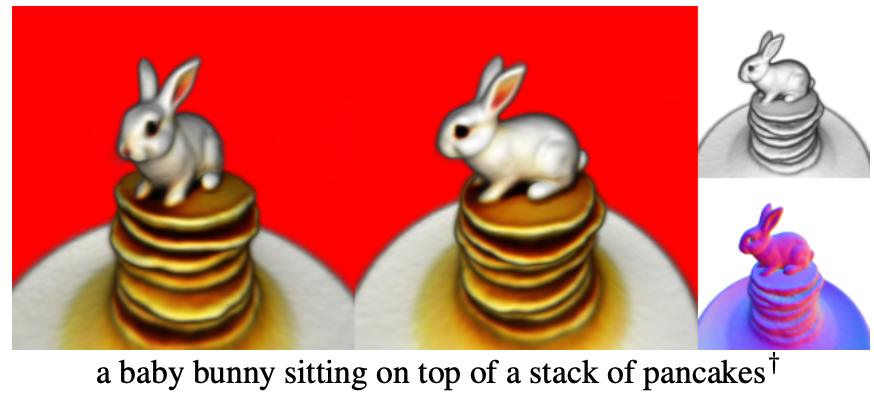 a baby bunny sitting on top of a stack of pancakes†